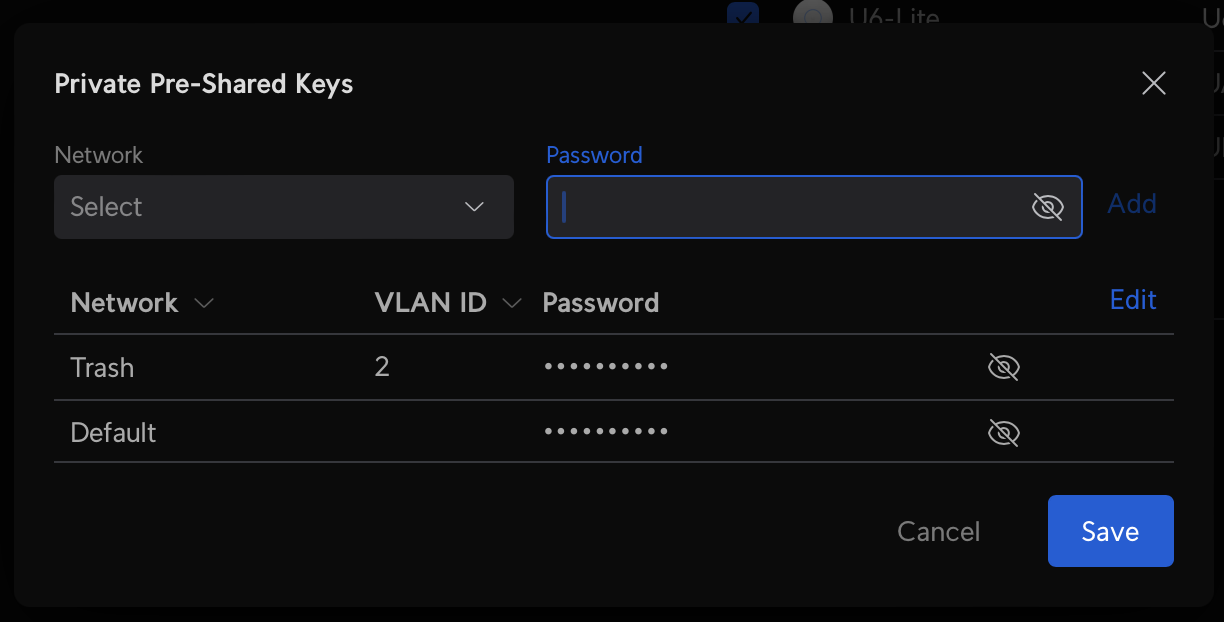 U6-Lite
Private Pre-Shared Keys
Network Password
Select Add
Network VLAN ID Password Edit
Trash 2 ••••••••••
Default ••••••••••
Cancel Save